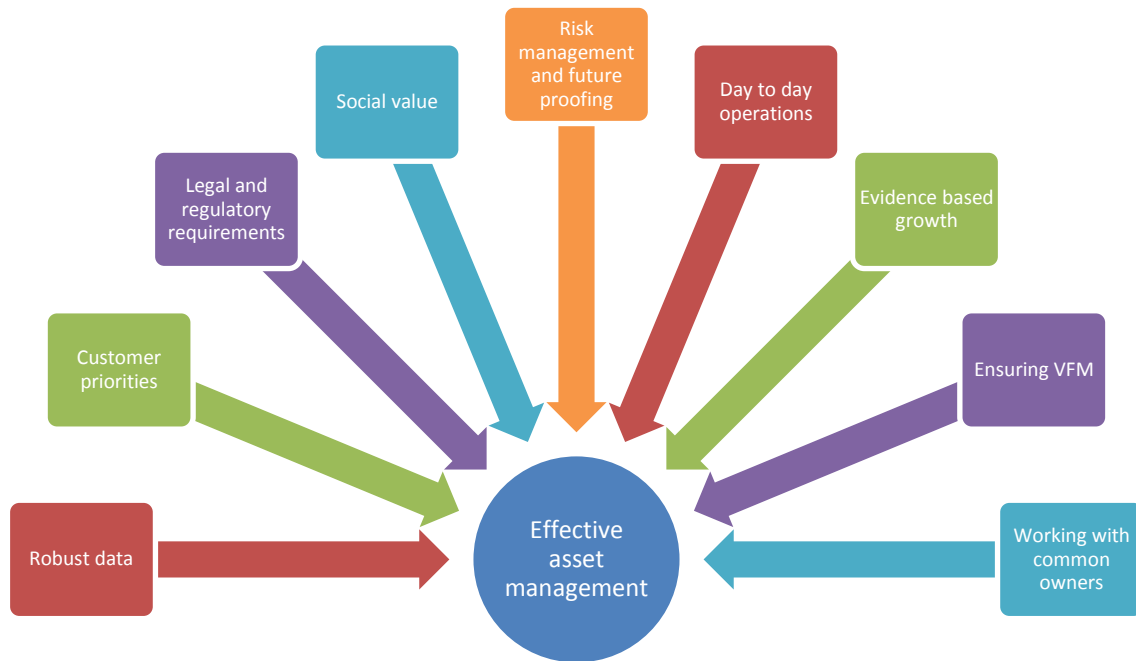 Risk
management
and future
proofing
Social value
Day to day
operations
Legal and
regulatory
requirements
Evidence based
growth
Customer
priorities
Ensuring VFM
Robust data
Effective
asset
management
Working with
common
owners